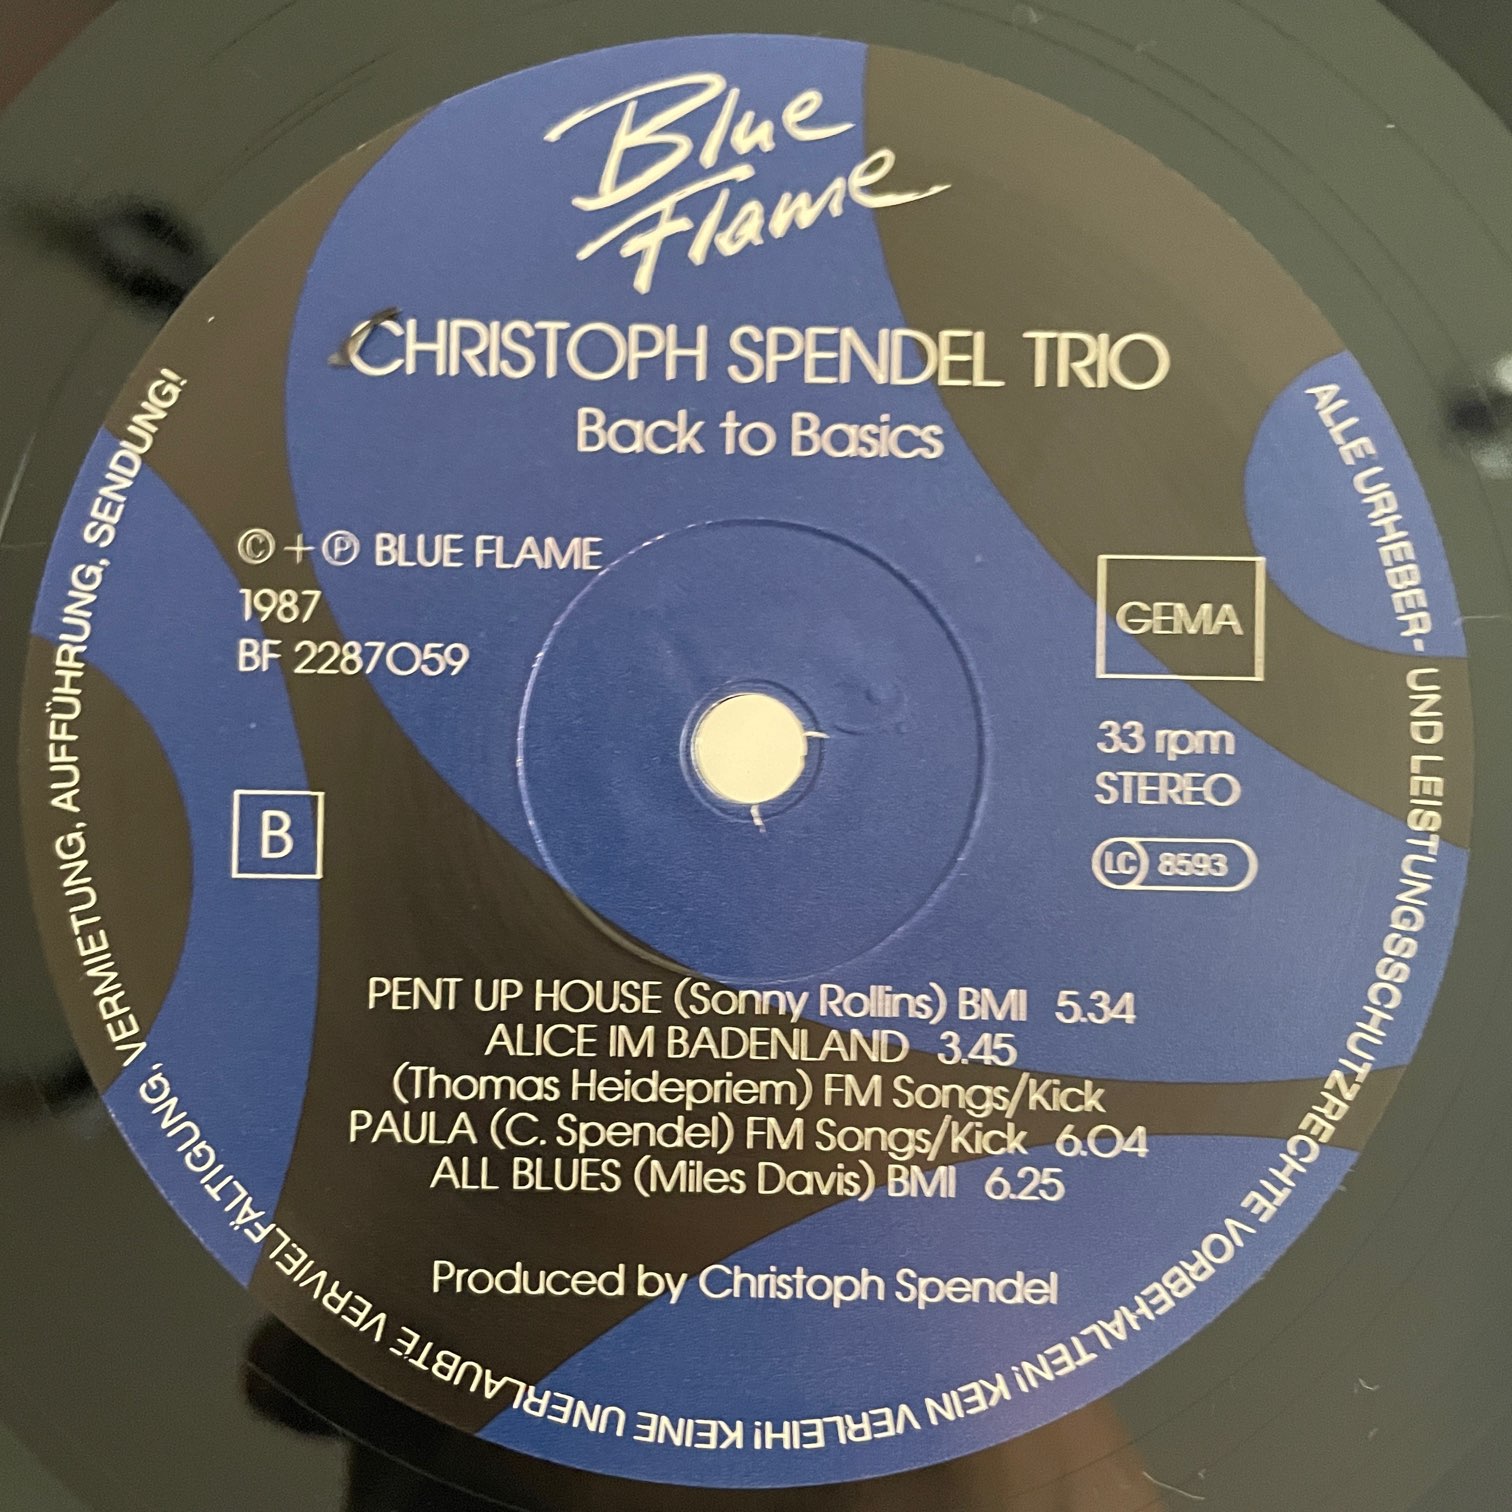 Blue
Flame
CHRISTOPH SPENDEL TRIO
Back to Basics
© + ℗ BLUE FLAME
1987
BF 2287059
GEMA
33 rpm
STEREO
LC 8593
B
PENT UP HOUSE (Sonny Rollins) BMI 5.34
ALICE IM BADENLAND 3.45
(Thomas Heidepriem) FM Songs/Kick
PAULA (C. Spendel) FM Songs/Kick 6.04
ALL BLUES (Miles Davis) BMI 6.25
Produced by Christoph Spendel
ALLE URHEBER- UND LEISTUNGSSCHUTZRECHTE VORBEHALTEN! KEIN VERLEIH! KEINE UNERLAUBTE VERVIELFÄLTIGUNG, VERMIETUNG, AUFFÜHRUNG, SENDUNG!